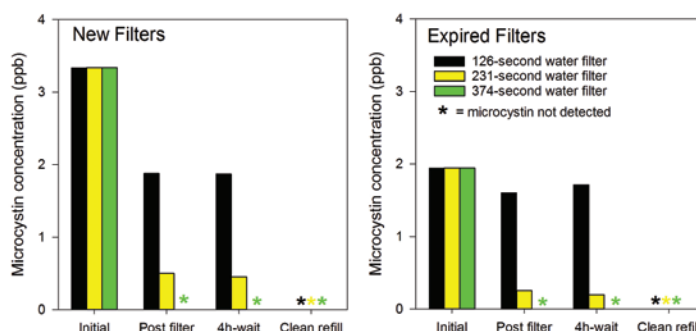 New Filters
Microcystin concentration (ppb)
4
3
2
1
0
Initial
Post filter
4h-wait
Clean refill
Expired Filters
126-second water filter
231-second water filter
374-second water filter
* = microcystin not detected
Microcystin concentration (ppb)
4
3
2
1
0
Initial
Post filter
4h-wait
Clean refill